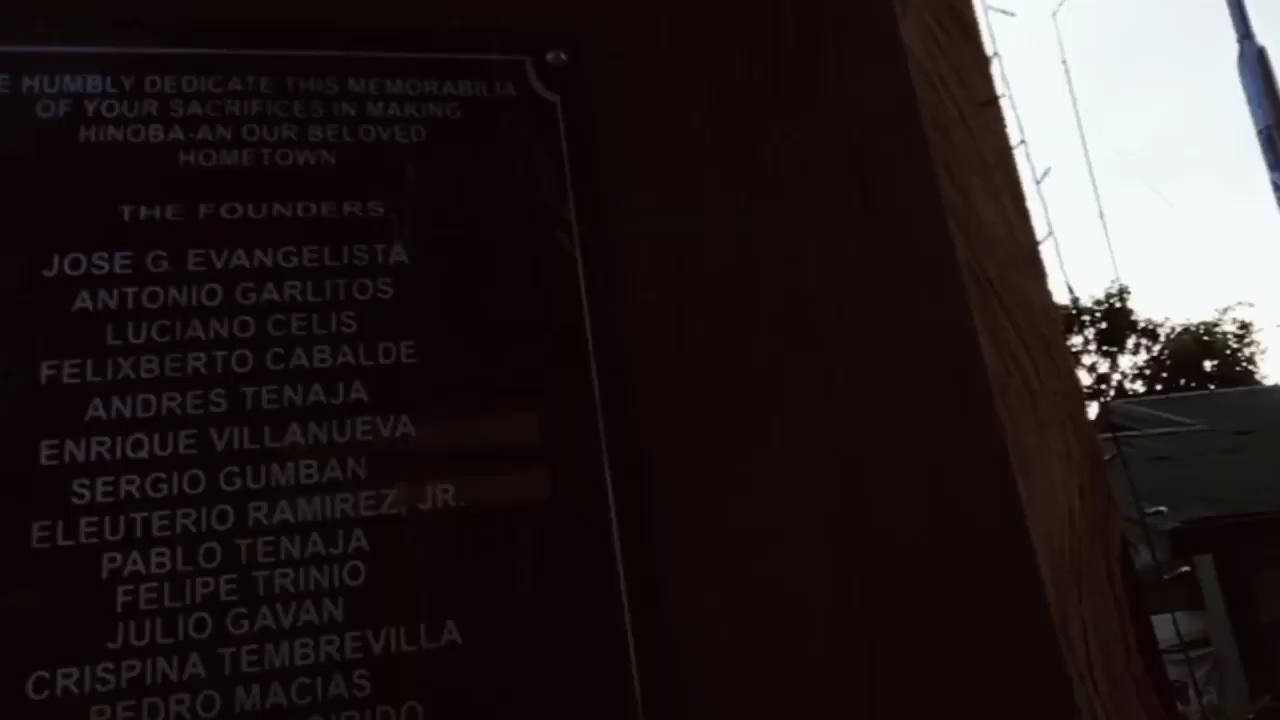 HUMBLY DEDICATE THIS MEMORABILIA
OF YOUR SACRIFICES IN MAKING
HINOBA-AN OUR BELOVED
HOMETOWN
THE FOUNDERS
JOSE G. EVANGELISTA
ANTONIO GARLITOS
LUCIANO CELIS
FELIXBERTO CABALDE
ANDRES TENAJA
ENRIQUE VILLANUEVA
SERGIO GUMBAN
ELEUTERIO RAMIREZ, JR.
PABLO TENAJA
FELIPE TRINIO
JULIO GAVAN
CRISPINA TEMBREVILLA
PEDRO MACIAS